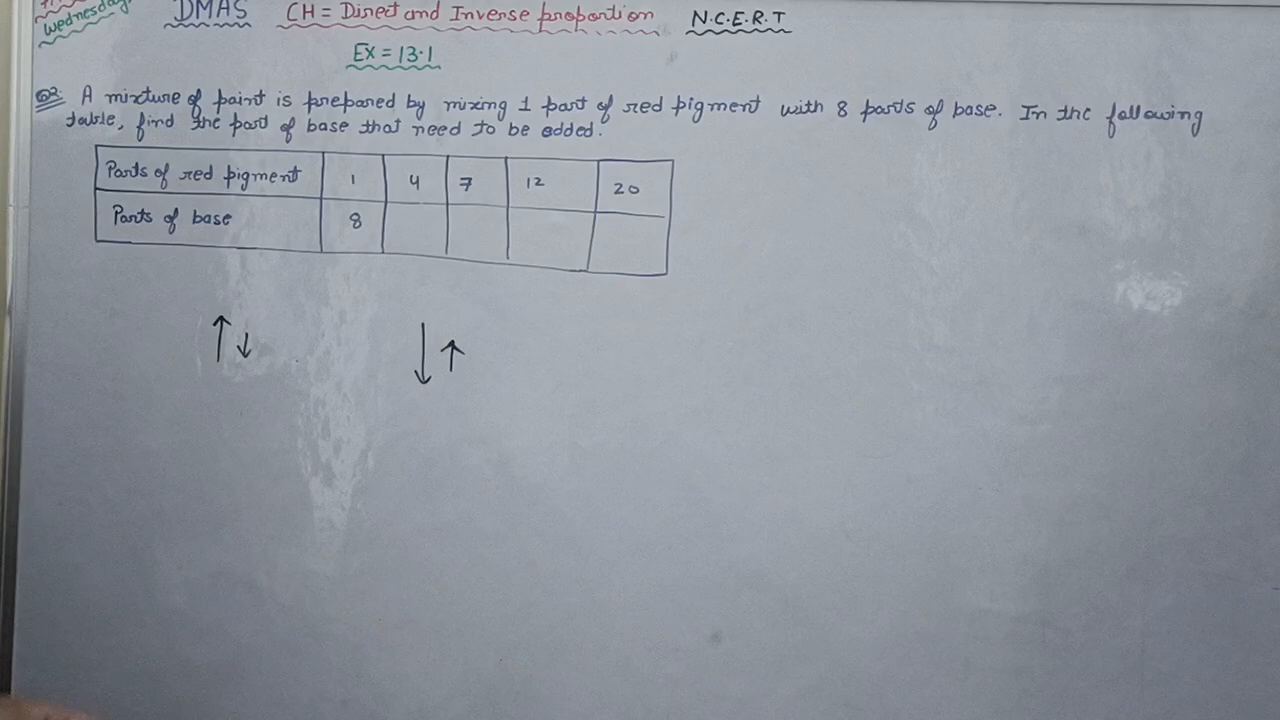 Wednesday DMAS CH = Direct and Inverse proportion N.C.E.R.T
Ex = 13.1
Q2. A mixture of paint is prepared by mixing 1 part of red pigment with 8 parts of base. In the following
table, find the part of base that need to be added.
Parts of red pigment 1 4 7 12 20
Parts of base 8
↑↓ ↓↑